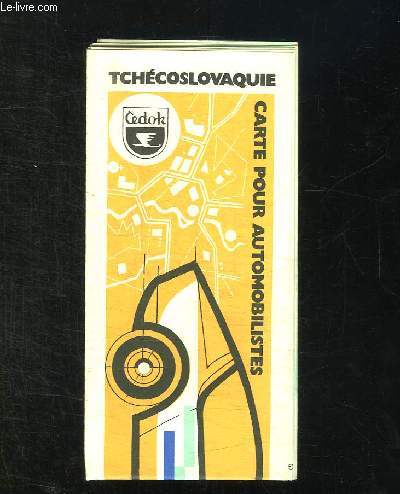 Le-livre.com
TCHÉCOSLOVAQUIE
Čedok
CARTE POUR AUTOMOBILISTES